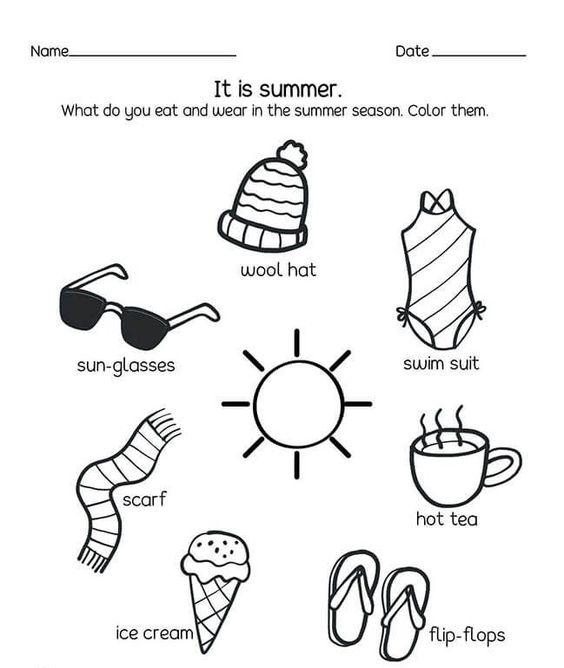 Name
Date
It is summer.
What do you eat and wear in the summer season. Color them.
wool hat
sun-glasses
swim suit
scarf
hot tea
ice cream
flip-flops